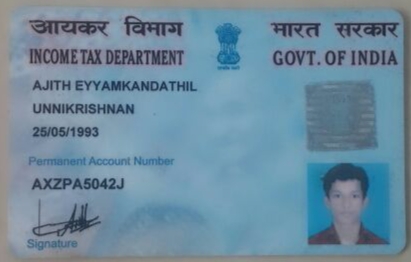 आयकर विभाग
भारत सरकार
INCOME TAX DEPARTMENT
GOVT. OF INDIA
AJITH EYYAMKANDATHIL
UNNIKRISHNAN
25/05/1993
Permanent Account Number
AXZPA5042J
Signature